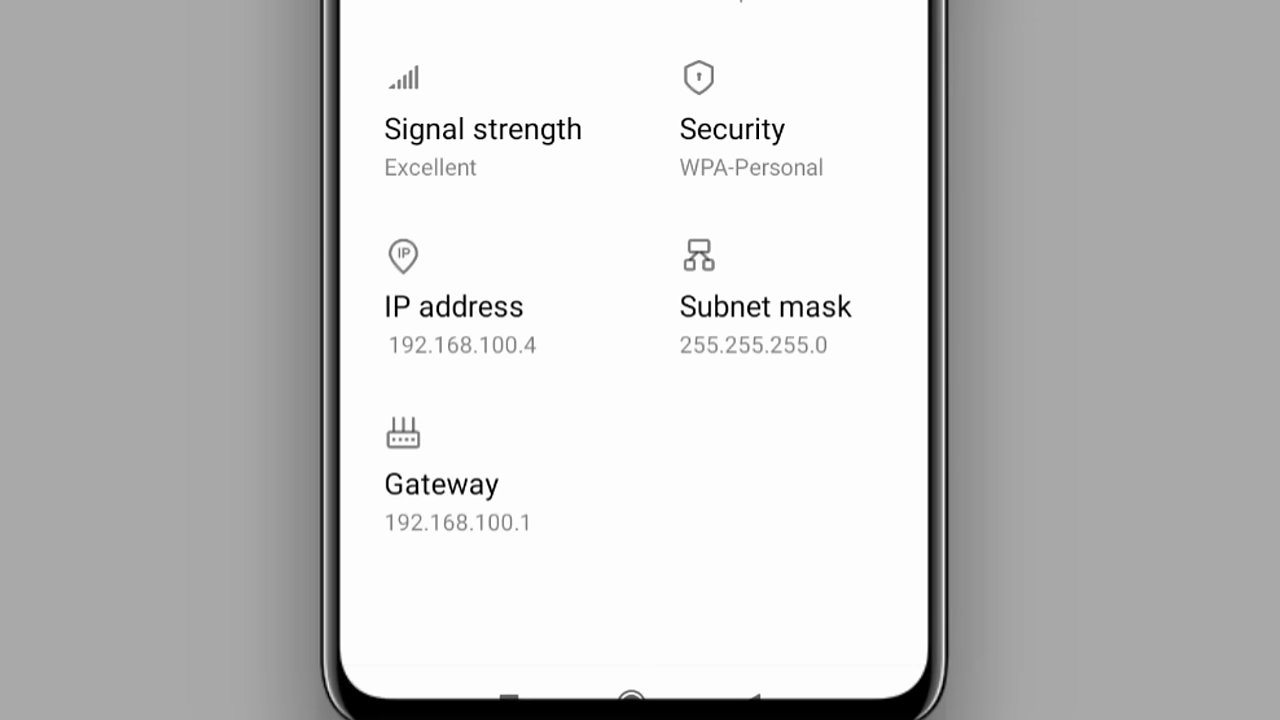 Signal strength
Excellent
Security
WPA-Personal
IP
IP address
192.168.100.4
Subnet mask
255.255.255.0
Gateway
192.168.100.1